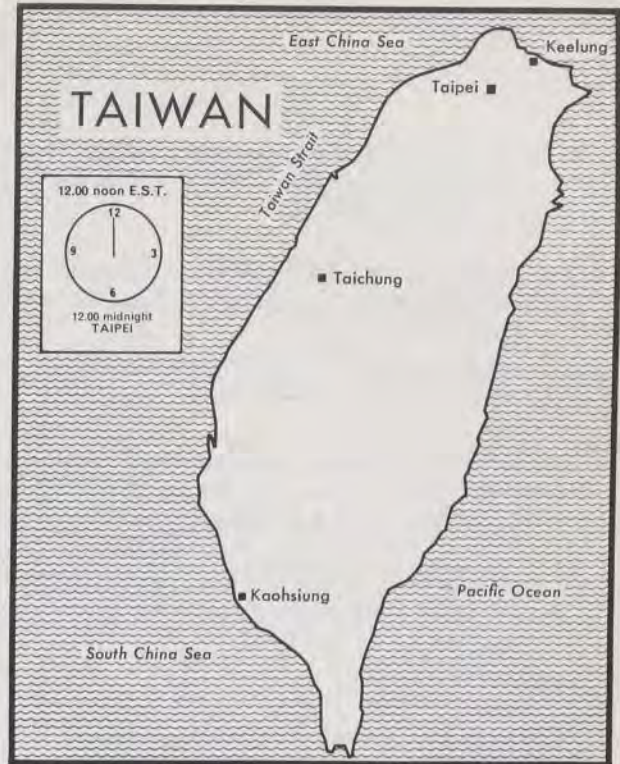 East China Sea
Keelung
Taipei
TAIWAN
Taiwan Strait
12.00 noon E.S.T.
12
9
3
6
12.00 midnight
TAIPEI
Taichung
Kaohsiung
Pacific Ocean
South China Sea